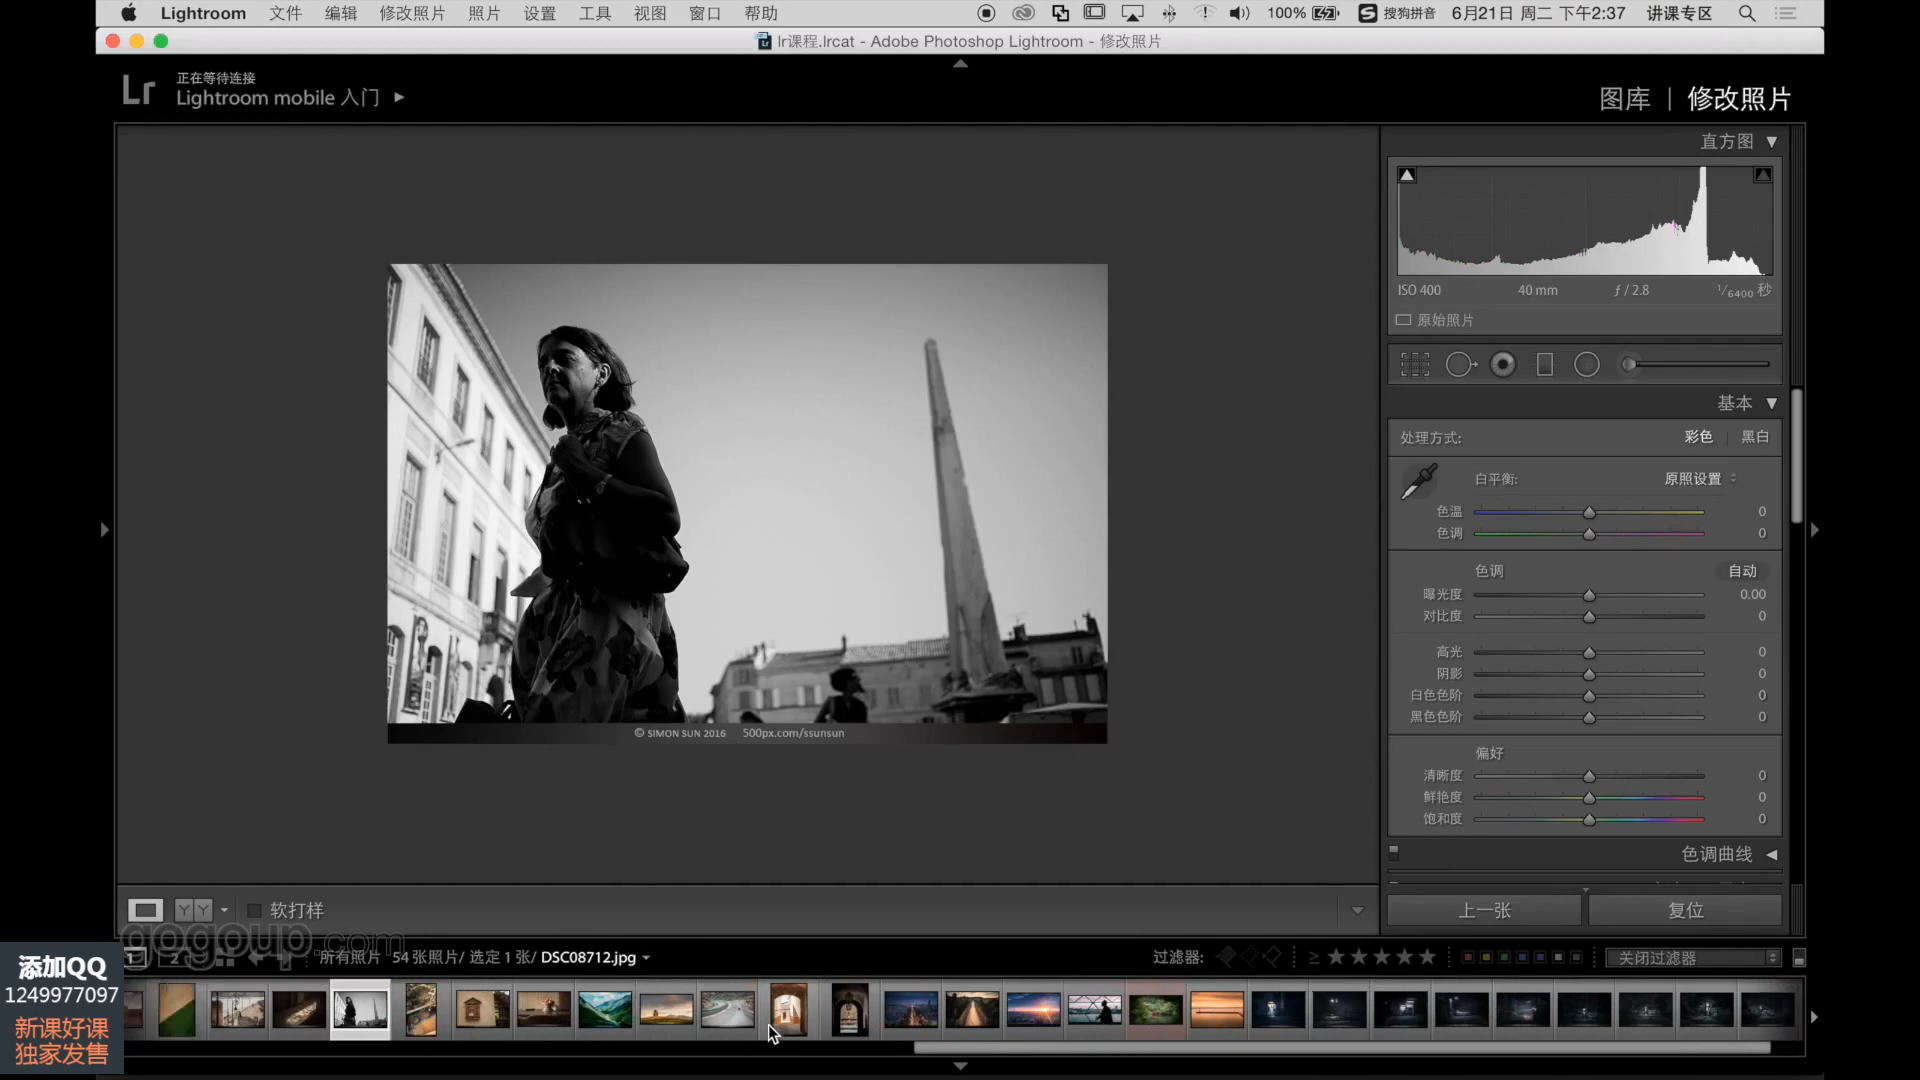 Lightroom 文件 编辑 修改照片 照片 设置 工具 视图 窗口 帮助 100% 搜狗拼音 6月21日 周二 下午2:37 讲课专区
lr课程.lrcat - Adobe Photoshop Lightroom - 修改照片
Lr
正在等待连接
Lightroom mobile 入门
图库 | 修改照片
直方图
ISO 400 40 mm ƒ / 2.8 1/6400 秒
原始照片
基本
处理方式: 彩色 黑白
白平衡: 原照设置
色温 0
色调 0
色调 自动
曝光度 0.00
对比度 0
高光 0
阴影 0
白色色阶 0
黑色色阶 0
偏好
清晰度 0
鲜艳度 0
饱和度 0
色调曲线
© SIMON SUN 2016 500px.com/ssunsun
YY 软打样
上一张 复位
gogoup.com
1 2 所有照片 54 张照片/ 选定 1 张/ DSC08712.jpg 过滤器: ≥ ★★★★★ 关闭过滤器
添加QQ
1249977097
新课好课
独家发售